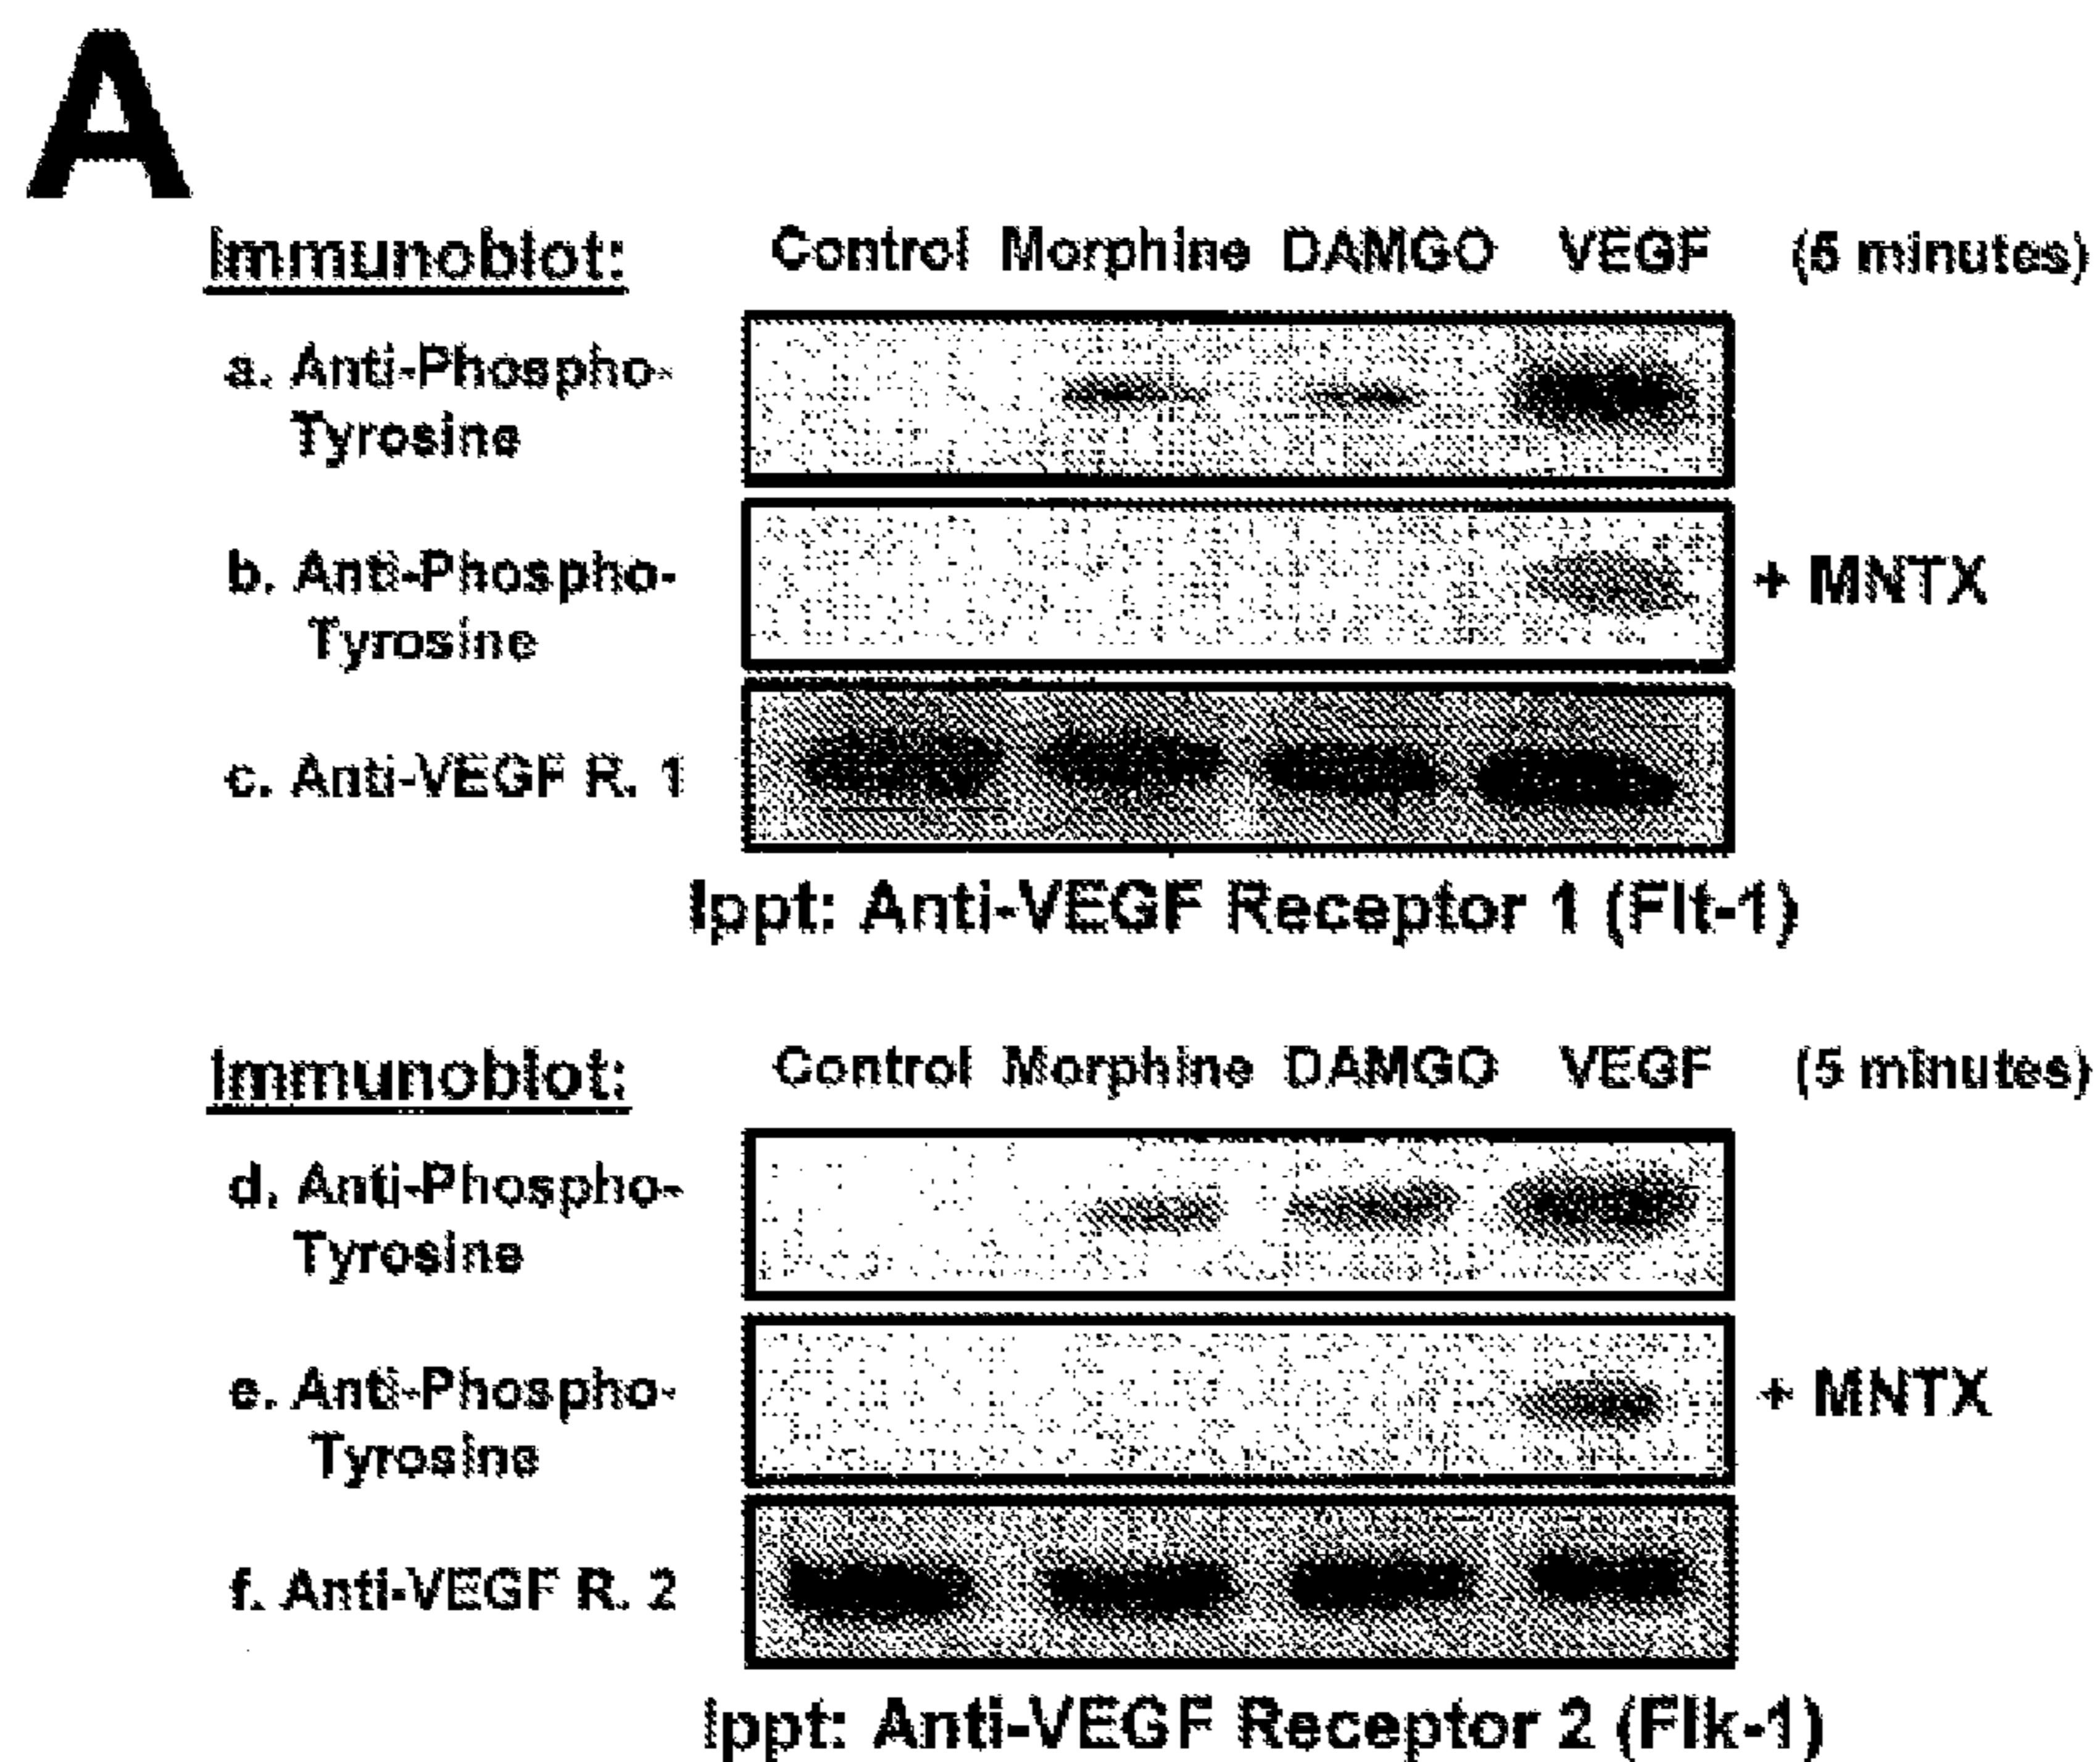 A
Immunoblot: Control Morphine DAMGO VEGF (5 minutes)
a. Anti-Phospho-
Tyrosine
b. Anti-Phospho-
Tyrosine
+ MNTX
c. Anti-VEGF R. 1
Ippt: Anti-VEGF Receptor 1 (Flt-1)
Immunoblot: Control Morphine DAMGO VEGF (5 minutes)
d. Anti-Phospho-
Tyrosine
e. Anti-Phospho-
Tyrosine
+ MNTX
f. Anti-VEGF R. 2
Ippt: Anti-VEGF Receptor 2 (Flk-1)